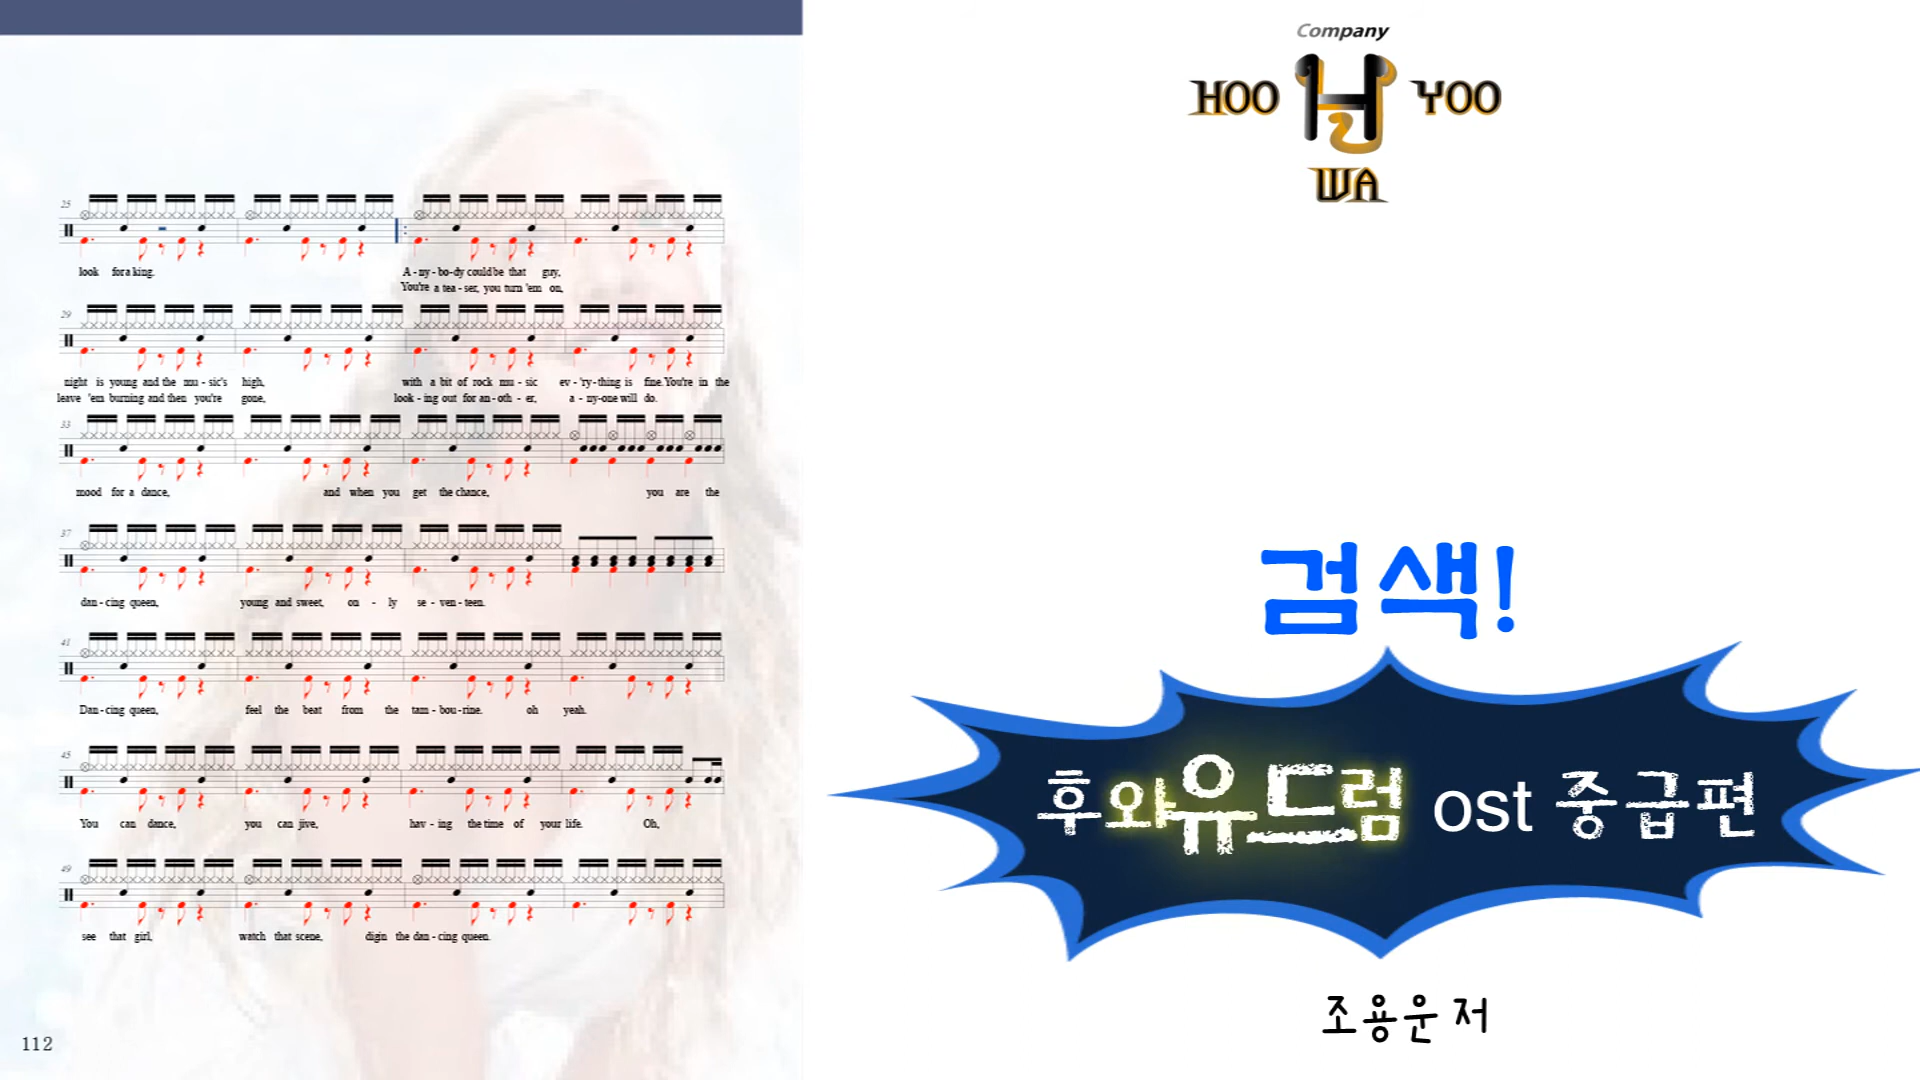 25
look for a king. A - ny - bo - dy could be that guy,
You're a tea - ser, you turn 'em on,
29
night is young and the mu - sic's high, with a bit of rock mu - sic ev - 'ry - thing is fine. You're in the
leave 'em burning and then you're gone, look - ing out for an - oth - er, a - ny - one will do.
33
mood for a dance, and when you get the chance, you are the
37
dan - cing queen, young and sweet, on - ly se - ven - teen.
41
Dan - cing queen, feel the beat from the tam - bou - rine. oh yeah.
45
You can dance, you can jive, hav - ing the time of your life. Oh,
49
see that girl, watch that scene, digin the dan - cing queen.
112
Company
HOO YOO
WA
검색!
후와유드럼 ost 중급편
조용운 저